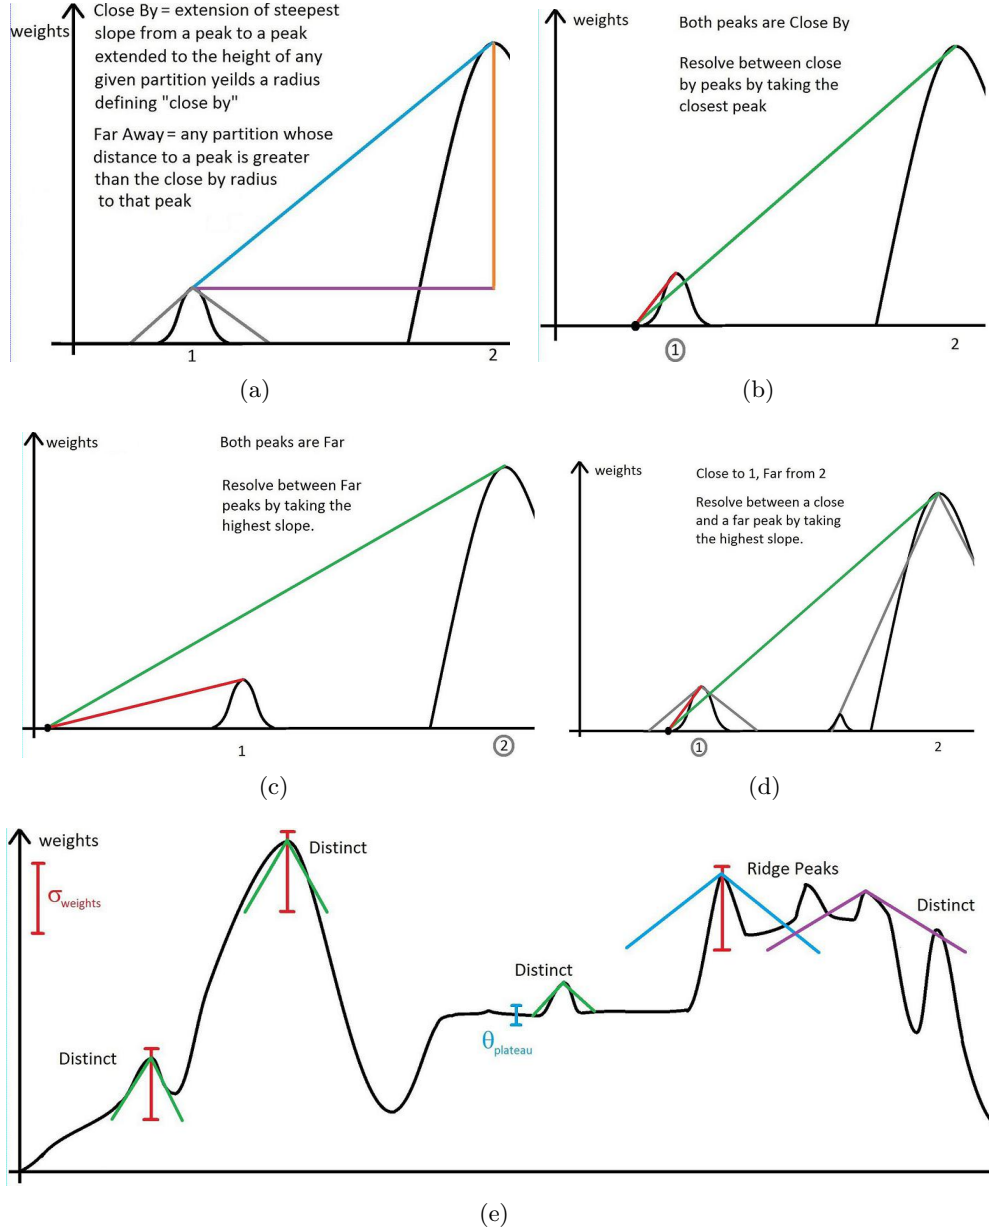 weights
Close By = extension of steepest
slope from a peak to a peak
extended to the height of any
given partition yeilds a radius
defining "close by"
Far Away = any partition whose
distance to a peak is greater
than the close by radius
to that peak
1
2
(a)
weights
Both peaks are Close By
Resolve between close
by peaks by taking the
closest peak
1
2
(b)
weights
Both peaks are Far
Resolve between Far
peaks by taking the
highest slope.
1
2
(c)
weights
Close to 1, Far from 2
Resolve between a close
and a far peak by taking
the highest slope.
1
2
(d)
weights
σweights
Distinct
Distinct
Distinct
θplateau
Ridge Peaks
Distinct
(e)